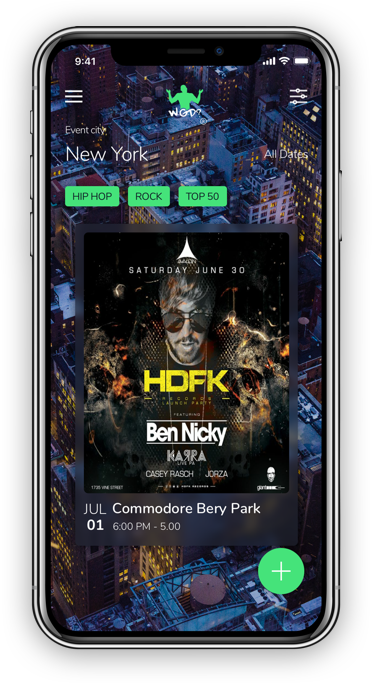 9:41
WGD?
Event city
New York
All Dates
HIP HOP
ROCK
TOP 50
AVALON
SATURDAY JUNE 30
HDFK
RECORDS
LAUNCH PARTY
FEATURING
Ben Nicky
KARRA
LIVE PA
CASEY RASCH JORZA
1735 VINE STREET
JUL
01
Commodore Bery Park
6:00 PM - 5.00